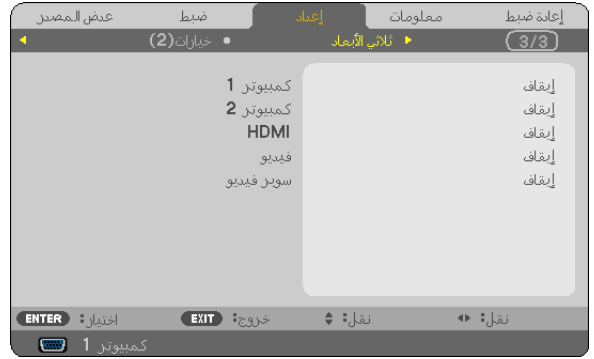 عرض المصدر ضبط إعداد معلومات إعادة ضبط
خيارات(2) ثلاثي الأبعاد 3/3
كمبيوتر 1 إيقاف
كمبيوتر 2 إيقاف
HDMI إيقاف
فيديو إيقاف
سوبر فيديو إيقاف
ENTER اختيار: EXIT خروج: نقل: نقل:
كمبيوتر 1